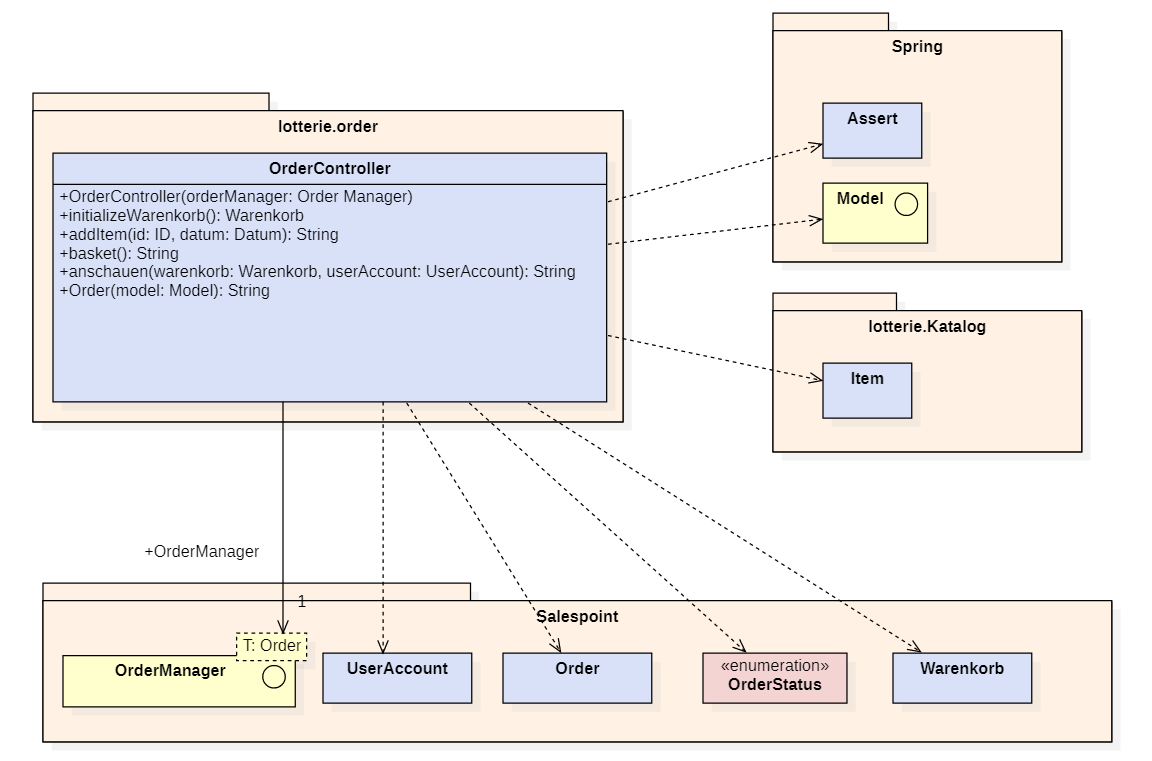 Spring
Assert
Model
lotterie.order
OrderController
+OrderController(orderManager: Order Manager)
+initializeWarenkorb(): Warenkorb
+addItem(id: ID, datum: Datum): String
+basket(): String
+anschauen(warenkorb: Warenkorb, userAccount: UserAccount): String
+Order(model: Model): String
lotterie.Katalog
Item
+OrderManager
1
Salespoint
T: Order
OrderManager
UserAccount
Order
«enumeration»
OrderStatus
Warenkorb